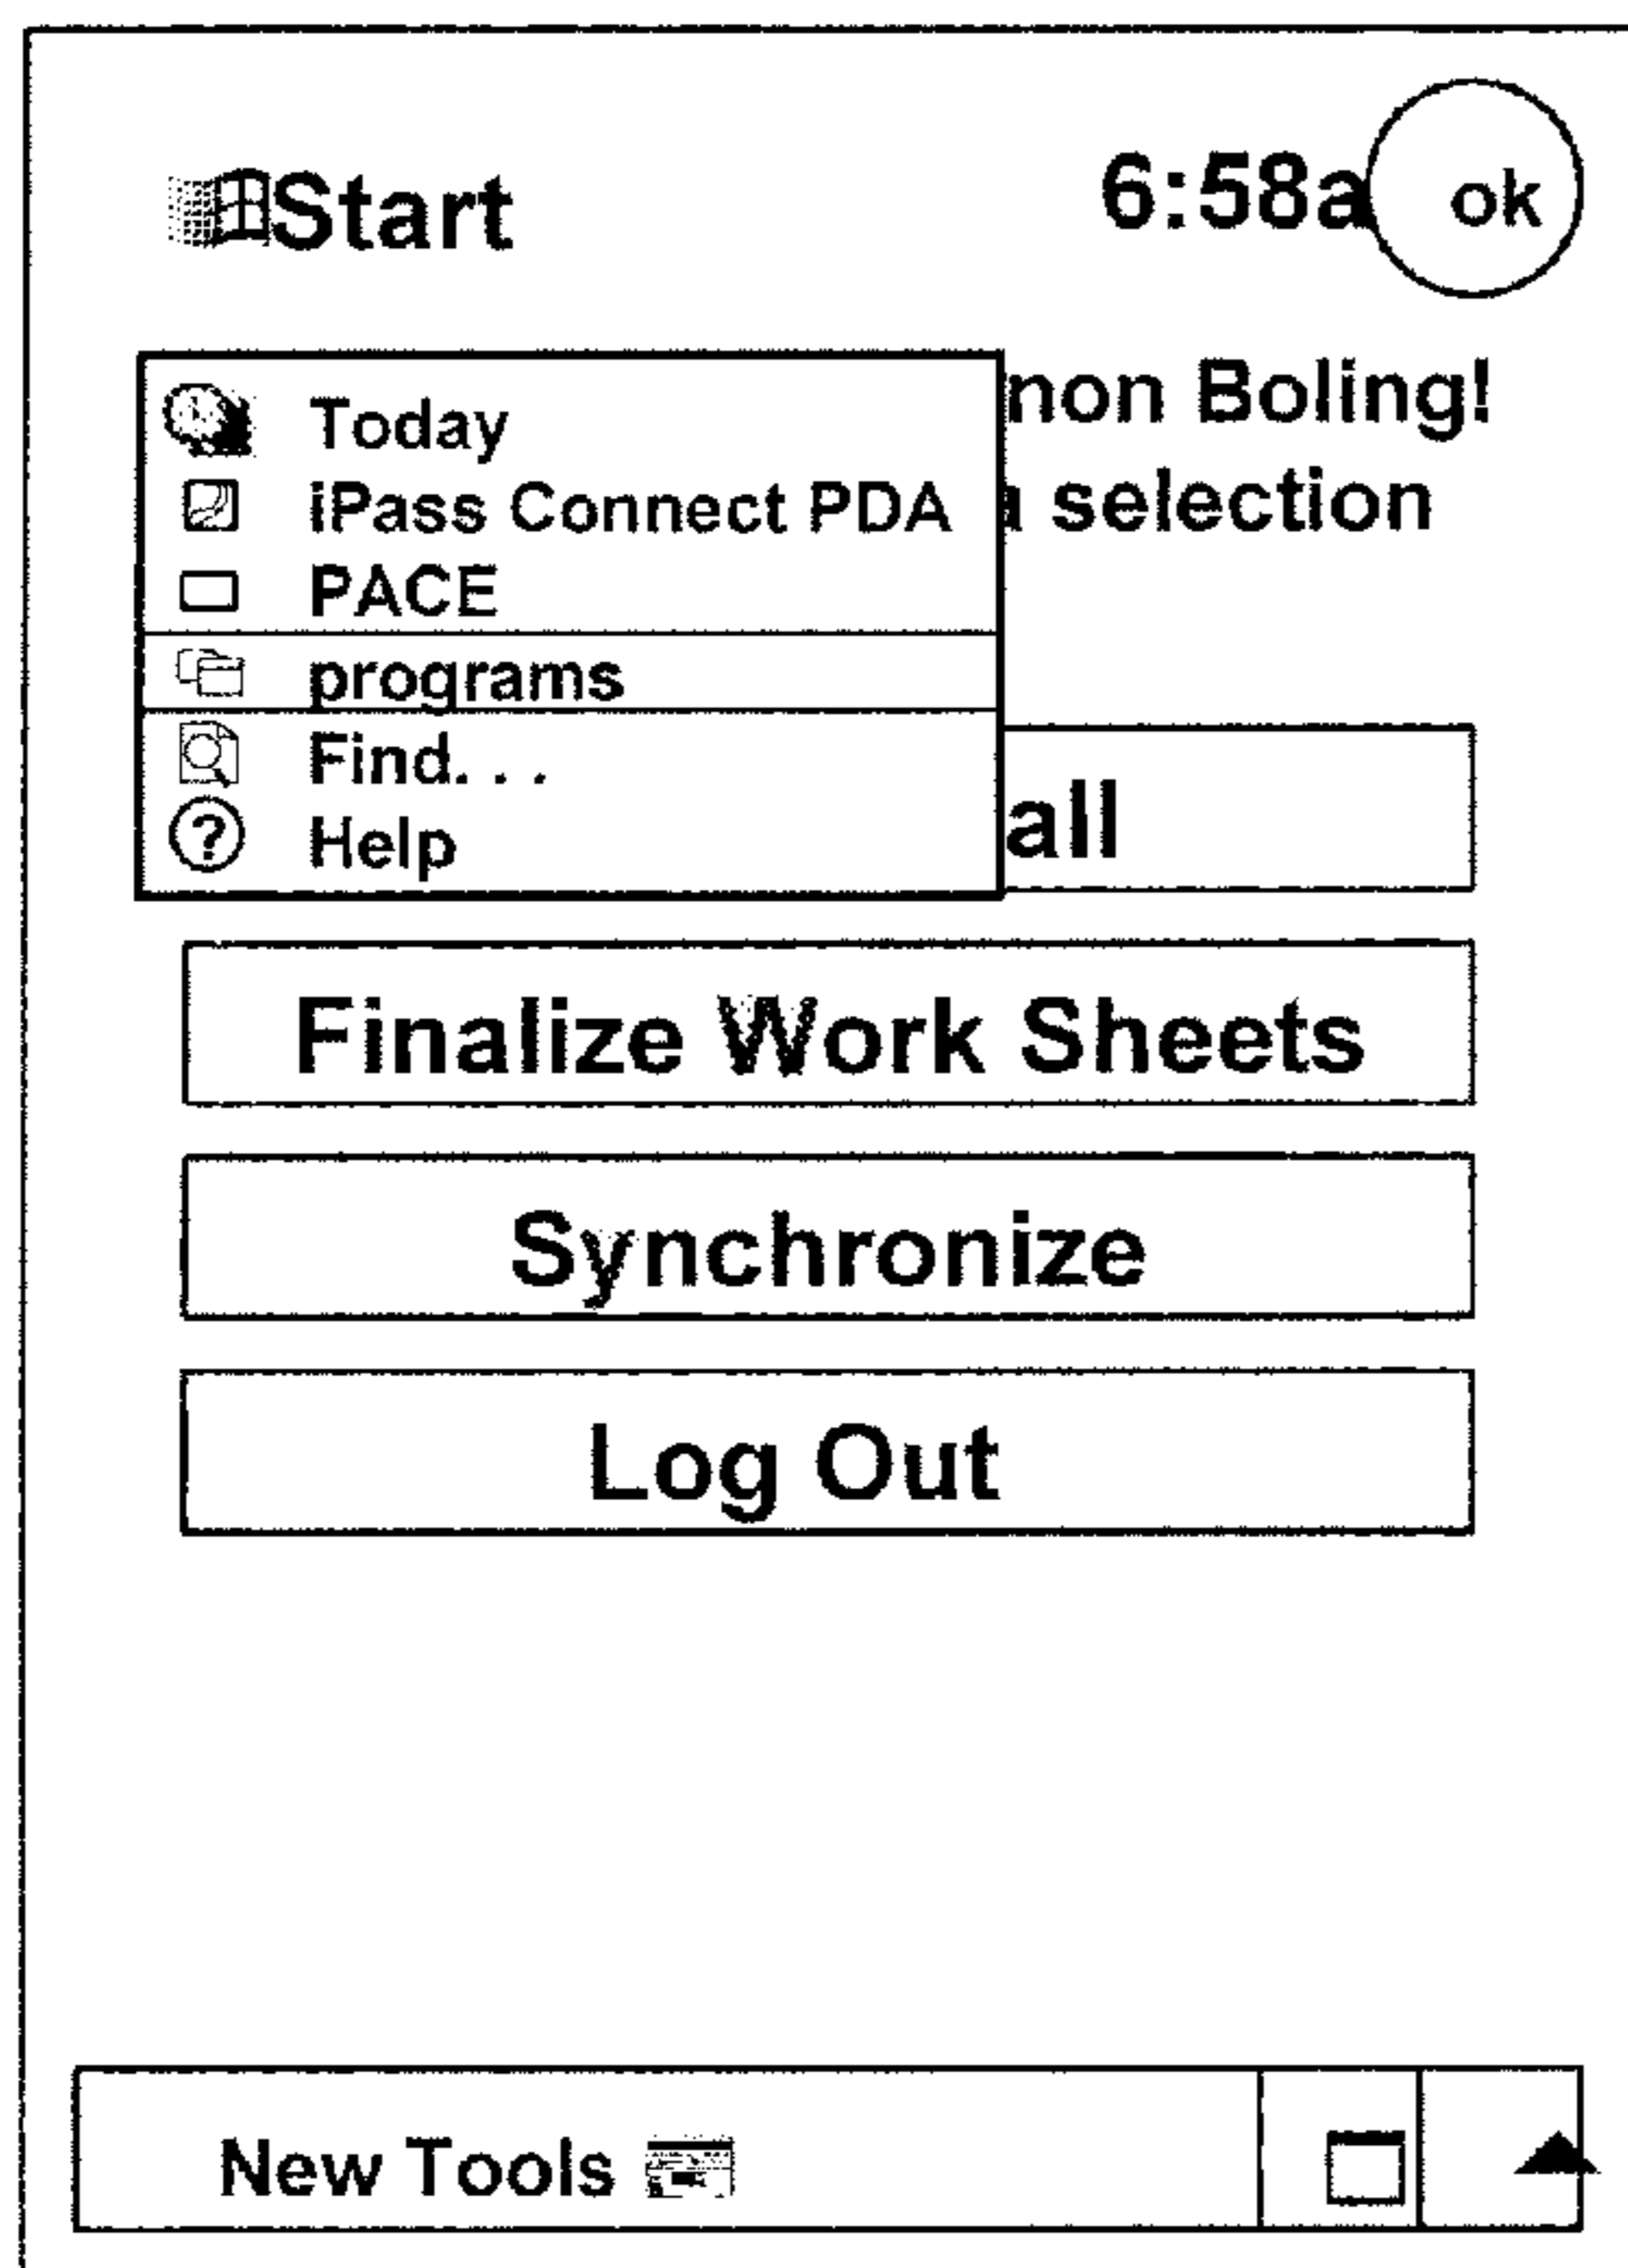 Start 6:58a ok
non Boling!
Today
selection
iPass Connect PDA
PACE
programs
Find. . .
all
? Help
Finalize Work Sheets
Synchronize
Log Out
New Tools